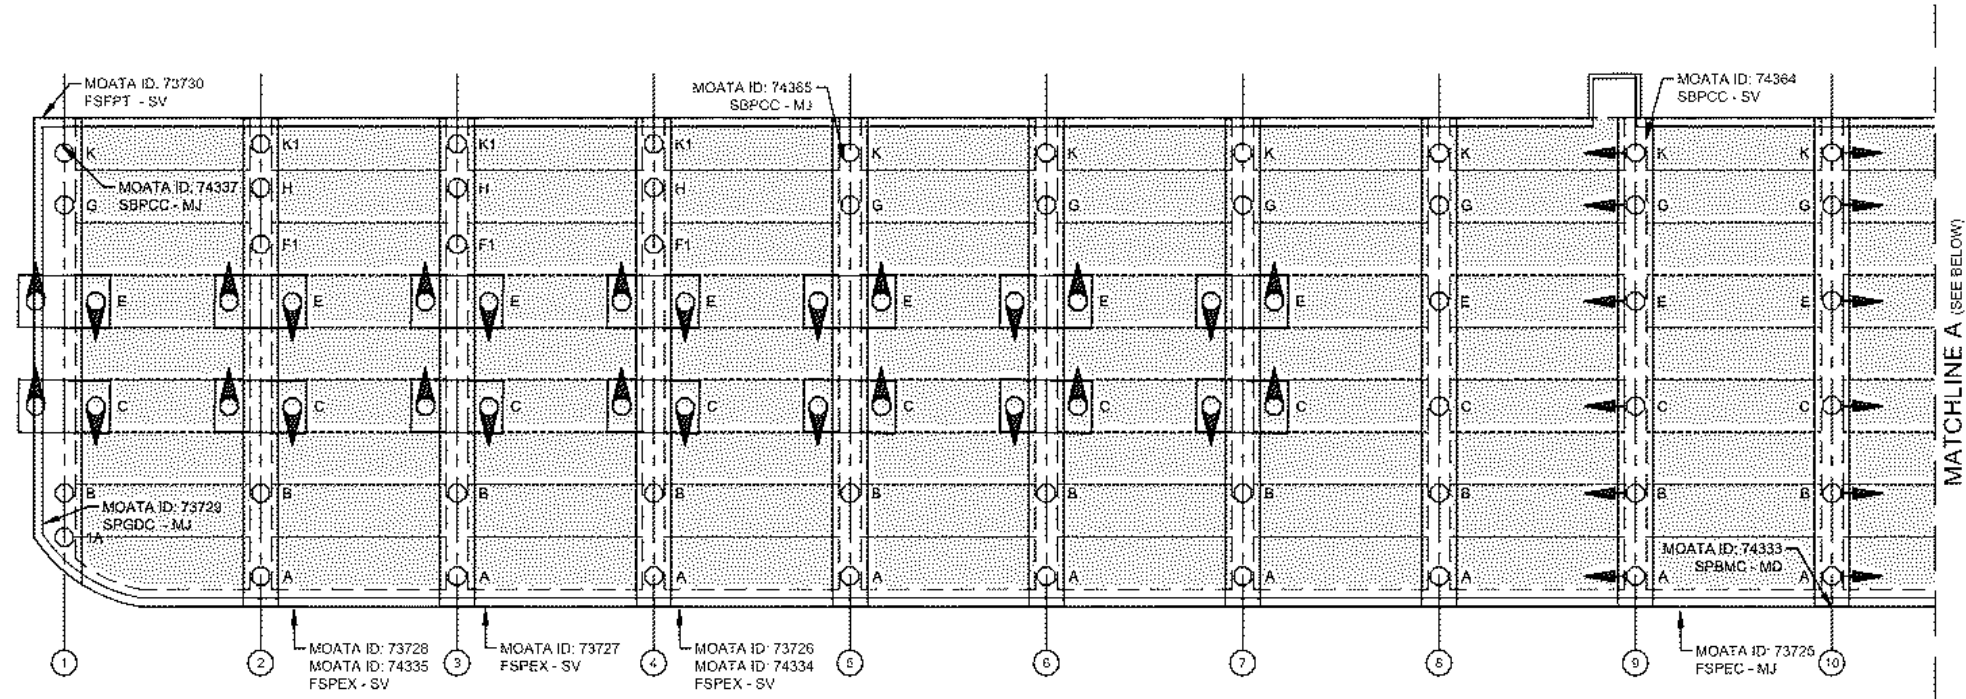 MOATA ID: 73730
FSFPT - SV
MOATA ID: 74365
SBPCC - MJ
MOATA ID: 74364
SBPCC - SV
K K1 K1 K1 K K K K K K
MOATA ID: 74337
SBPCC - MJ
H H H
G G G G G G G
F1 F1 F1
E E E E E E E E E E
C C C C C C C C C C
B B B B B B B B B B
MOATA ID: 73729
SPGDC - MJ
1A
MOATA ID: 74333
SPBMC - MD
A A A A A A A A A
MATCHLINE A (SEE BELOW)
1 2 3 4 5 6 7 8 9 10
MOATA ID: 73728
MOATA ID: 74335
FSPEX - SV
MOATA ID: 73727
FSPEX - SV
MOATA ID: 73726
MOATA ID: 74334
FSPEX - SV
MOATA ID: 73725
FSPEC - MJ